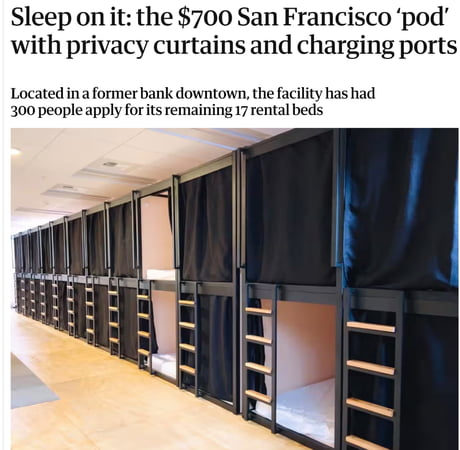 Sleep on it: the $700 San Francisco ‘pod’
with privacy curtains and charging ports
Located in a former bank downtown, the facility has had
300 people apply for its remaining 17 rental beds